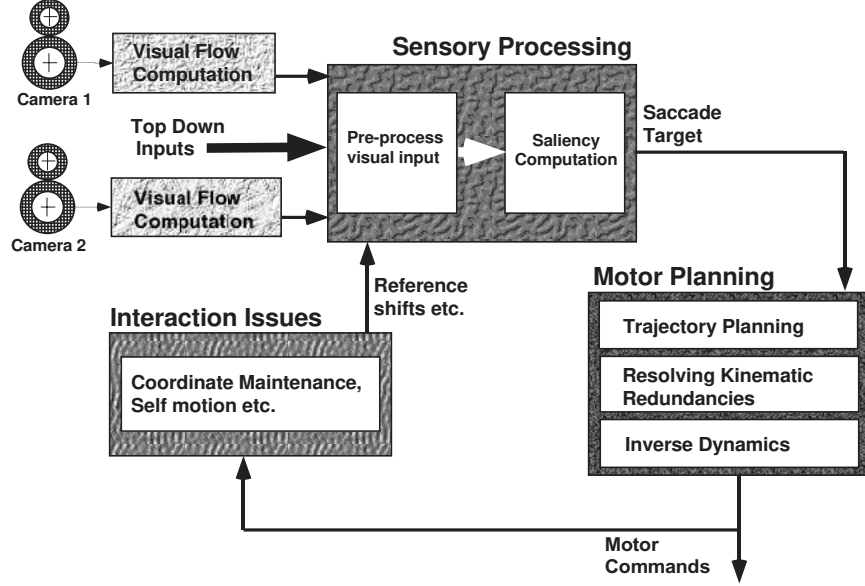 Visual Flow
Computation
Camera 1
Sensory Processing
Top Down
Inputs
Pre-process
visual input
Saliency
Computation
Saccade
Target
Visual Flow
Computation
Camera 2
Reference
shifts etc.
Interaction Issues
Coordinate Maintenance,
Self motion etc.
Motor Planning
Trajectory Planning
Resolving Kinematic
Redundancies
Inverse Dynamics
Motor
Commands